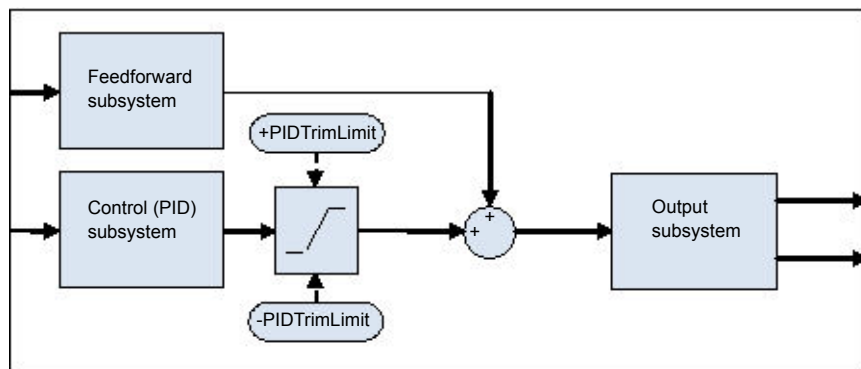 Feedforward
subsystem
+PIDTrimLimit
Control (PID)
subsystem
+
+
Output
subsystem
-PIDTrimLimit